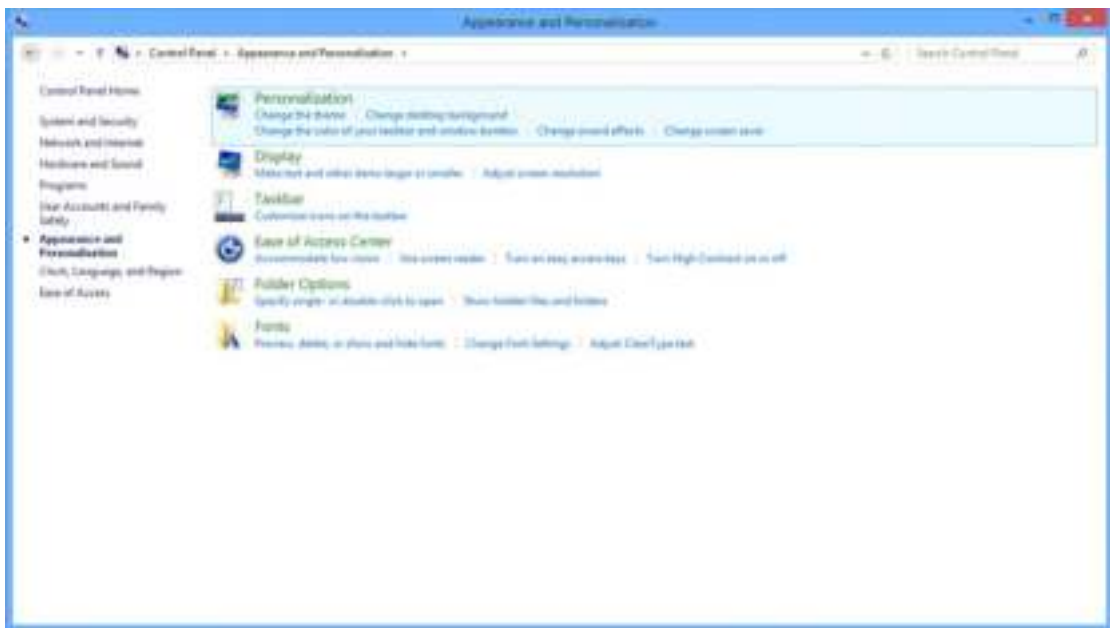 Appearance and Personalization
Control Panel Appearance and Personalization
Search Control Panel
Control Panel Home
System and Security
Network and Internet
Hardware and Sound
Programs
User Accounts and Family
Safety
Appearance and
Personalization
Clock, Language, and Region
Ease of Access
Personalization
Change the theme Change desktop background
Change the color of your taskbar and window borders Change sound effects Change screen saver
Display
Make text and other items larger or smaller Adjust screen resolution
Taskbar
Customize icons on the taskbar
Ease of Access Center
Accommodate low vision Use screen reader Turn on easy access keys Turn High Contrast on or off
Folder Options
Specify single- or double-click to open Show hidden files and folders
Fonts
Preview, delete, or show and hide fonts Change Font Settings Adjust ClearType text